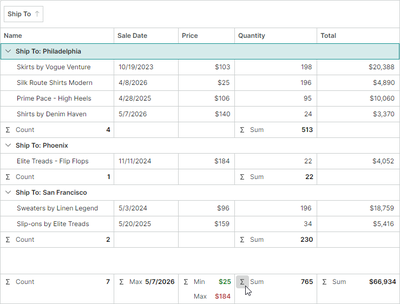 Ship To ↑
Name Sale Date Price Quantity Total
Ship To: Philadelphia
Skirts by Vogue Venture 10/19/2023 $103 198 $20,388
Silk Route Shirts Modern 4/8/2026 $25 196 $4,890
Prime Pace - High Heels 4/28/2025 $106 95 $10,060
Shirts by Denim Haven 5/7/2026 $140 24 $3,370
Σ Count 4 Σ Sum 513
Ship To: Phoenix
Elite Treads - Flip Flops 11/11/2024 $184 22 $4,052
Σ Count 1 Σ Sum 22
Ship To: San Francisco
Sweaters by Linen Legend 5/3/2024 $96 196 $18,759
Slip-ons by Elite Treads 5/20/2025 $159 34 $5,416
Σ Count 2 Σ Sum 230
Σ Count 7 Σ Max 5/7/2026 Σ Min $25 Σ Sum 765 Σ Sum $66,934
Max $184